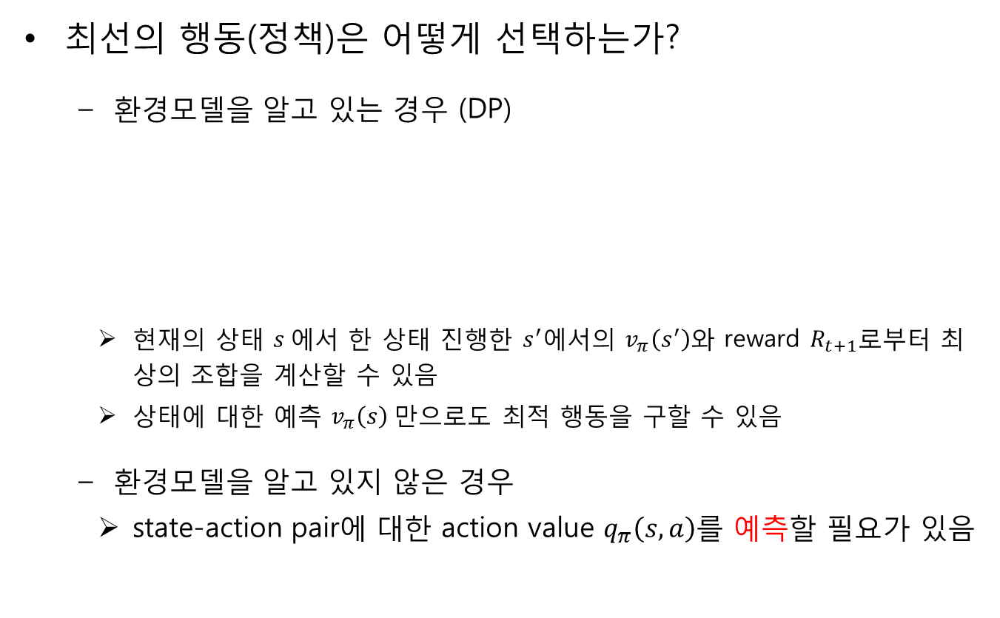 • 최선의 행동(정책)은 어떻게 선택하는가?
– 환경모델을 알고 있는 경우 (DP)
➢ 현재의 상태 𝑠 에서 한 상태 진행한 𝑠′에서의 𝑣_𝜋(𝑠′)와 reward 𝑅_{𝑡+1}로부터 최
상의 조합을 계산할 수 있음
➢ 상태에 대한 예측 𝑣_𝜋(𝑠) 만으로도 최적 행동을 구할 수 있음
– 환경모델을 알고 있지 않은 경우
➢ state-action pair에 대한 action value 𝑞_𝜋(𝑠, 𝑎)를 예측할 필요가 있음